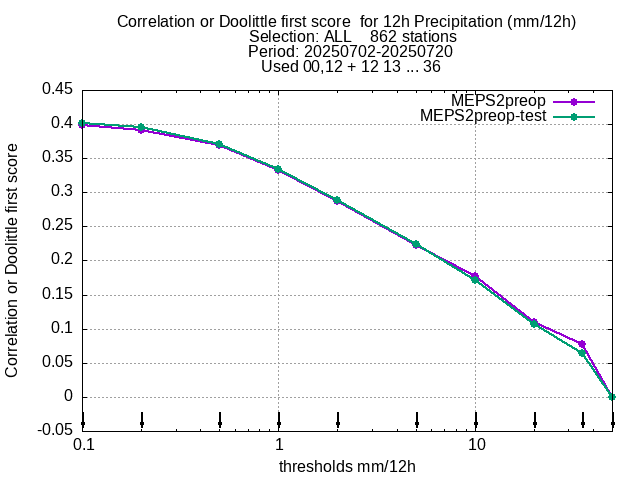 Correlation or Doolittle first score  for 12h Precipitation (mm/12h)
Selection: ALL    862 stations
Period: 20250702-20250720
Used 00,12 + 12 13 ... 36
MEPS2preop
MEPS2preop-test
Correlation or Doolittle first score
0.45
0.4
0.35
0.3
0.25
0.2
0.15
0.1
0.05
0
-0.05
0.1 1 10
thresholds mm/12h